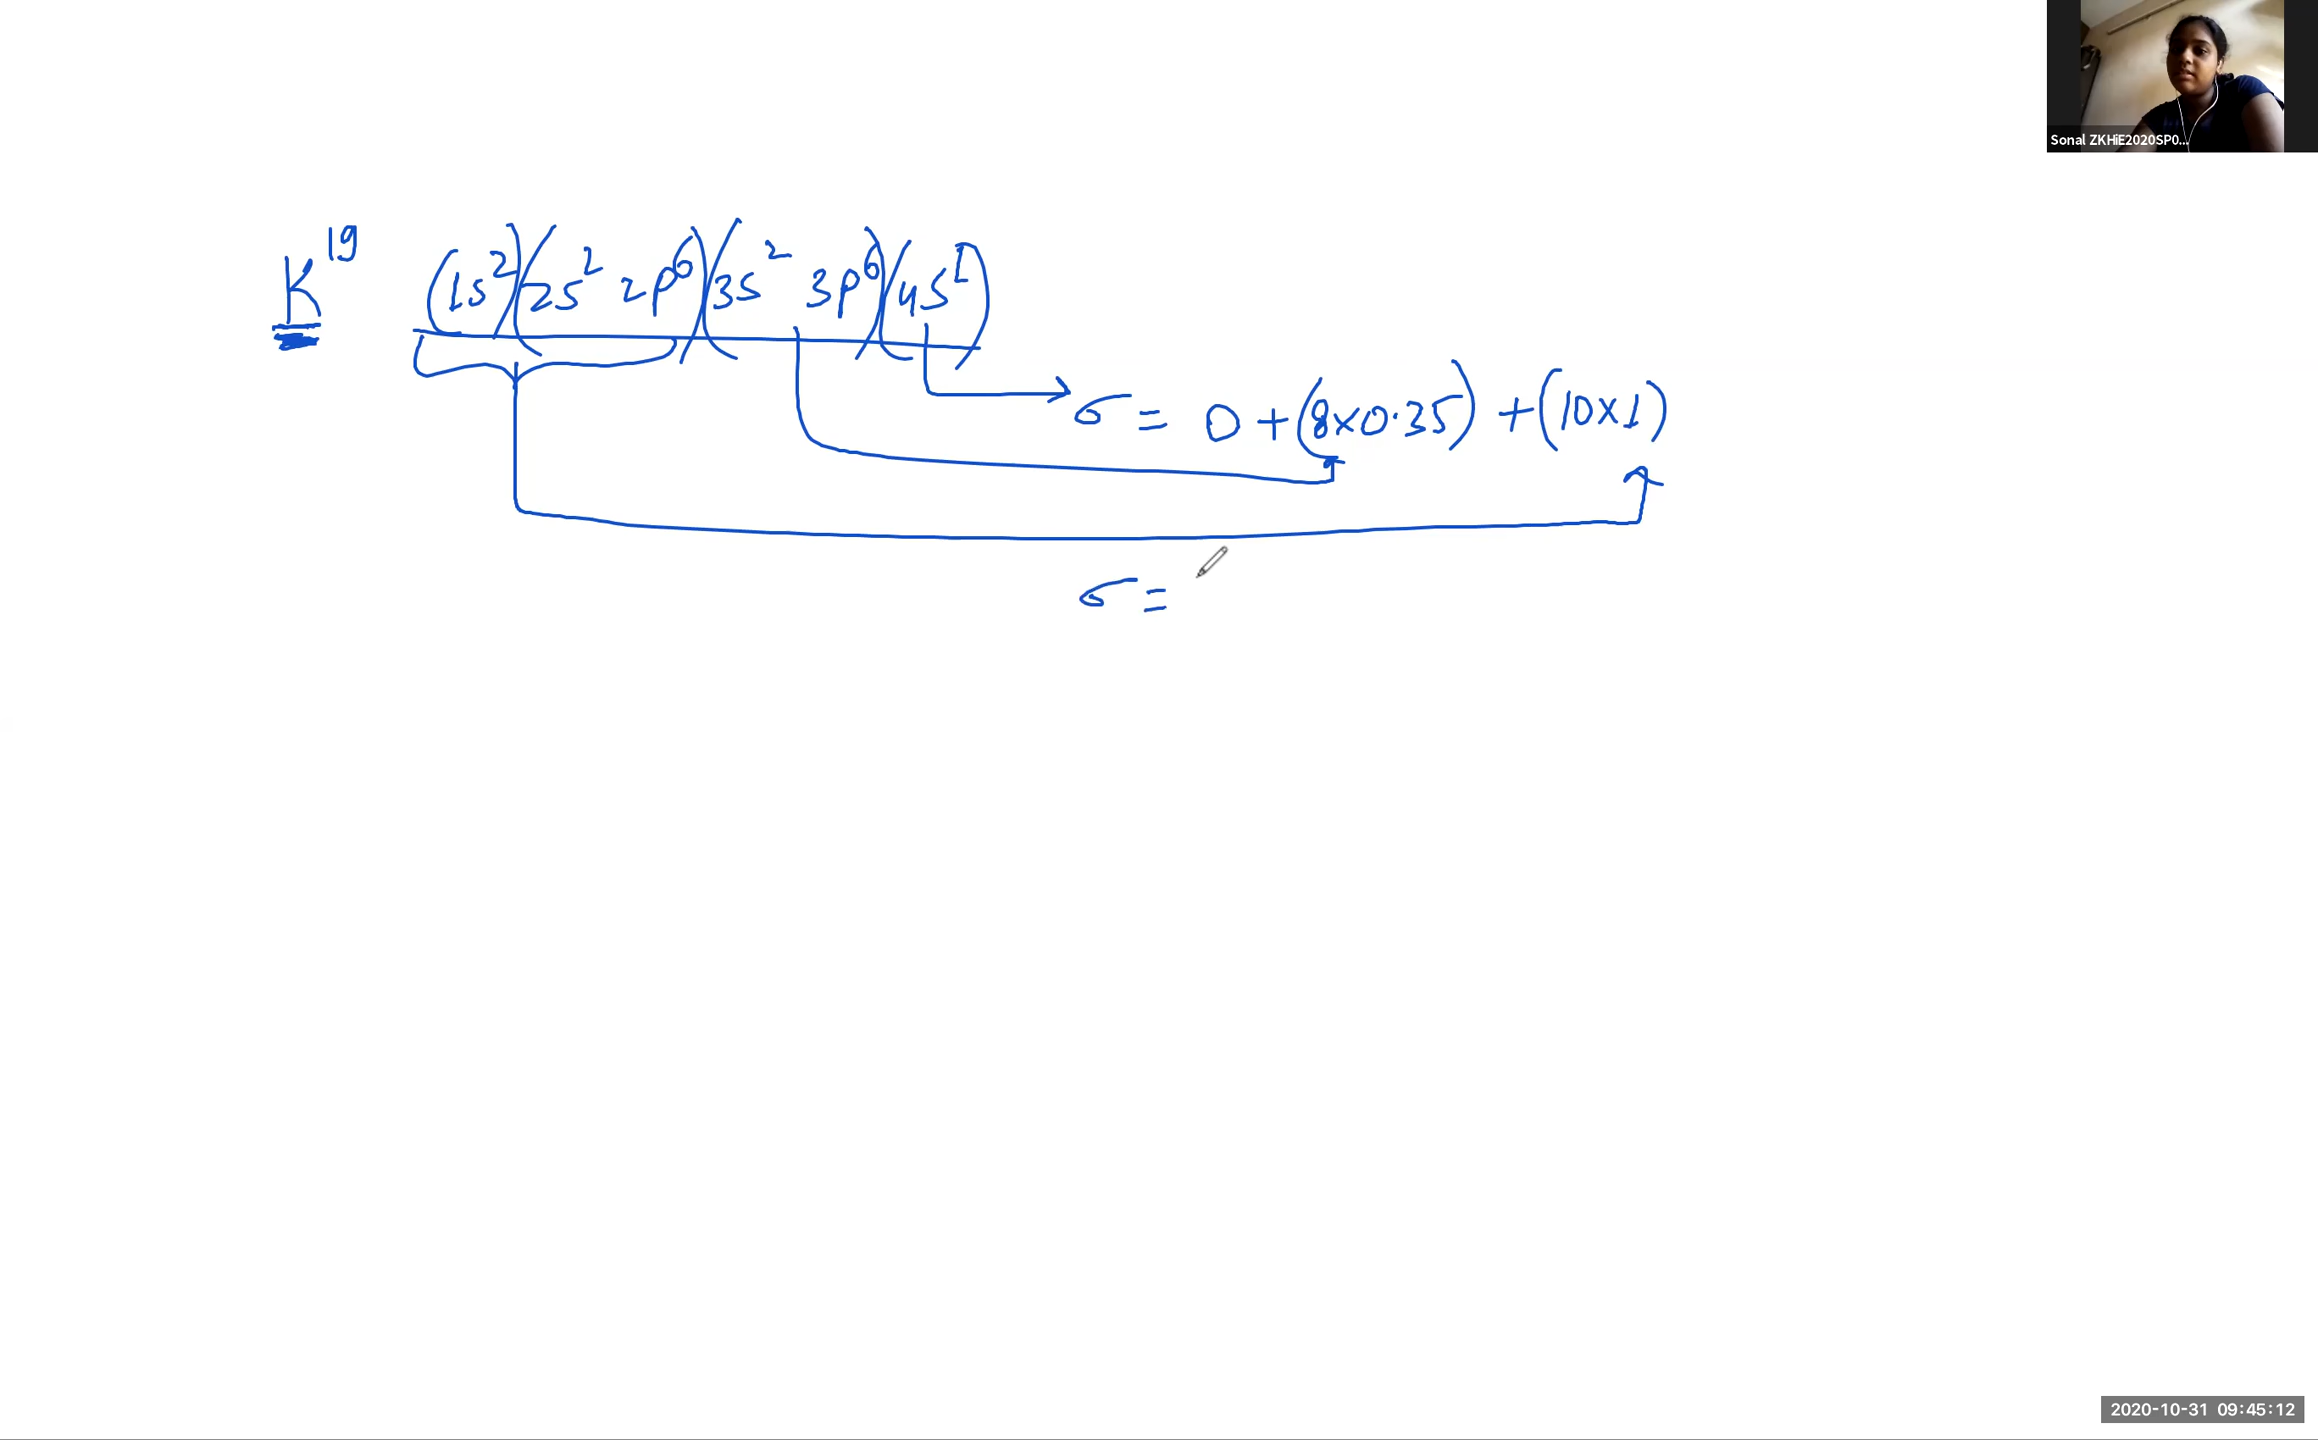 Sonal ZKHiE2020SP0...
K¹⁹ (1s²)(2s² 2p⁶)(3s² 3p⁶)(4s¹)
σ = 0 + (8×0.35) + (10×1)
σ =
2020-10-31 09:45:12